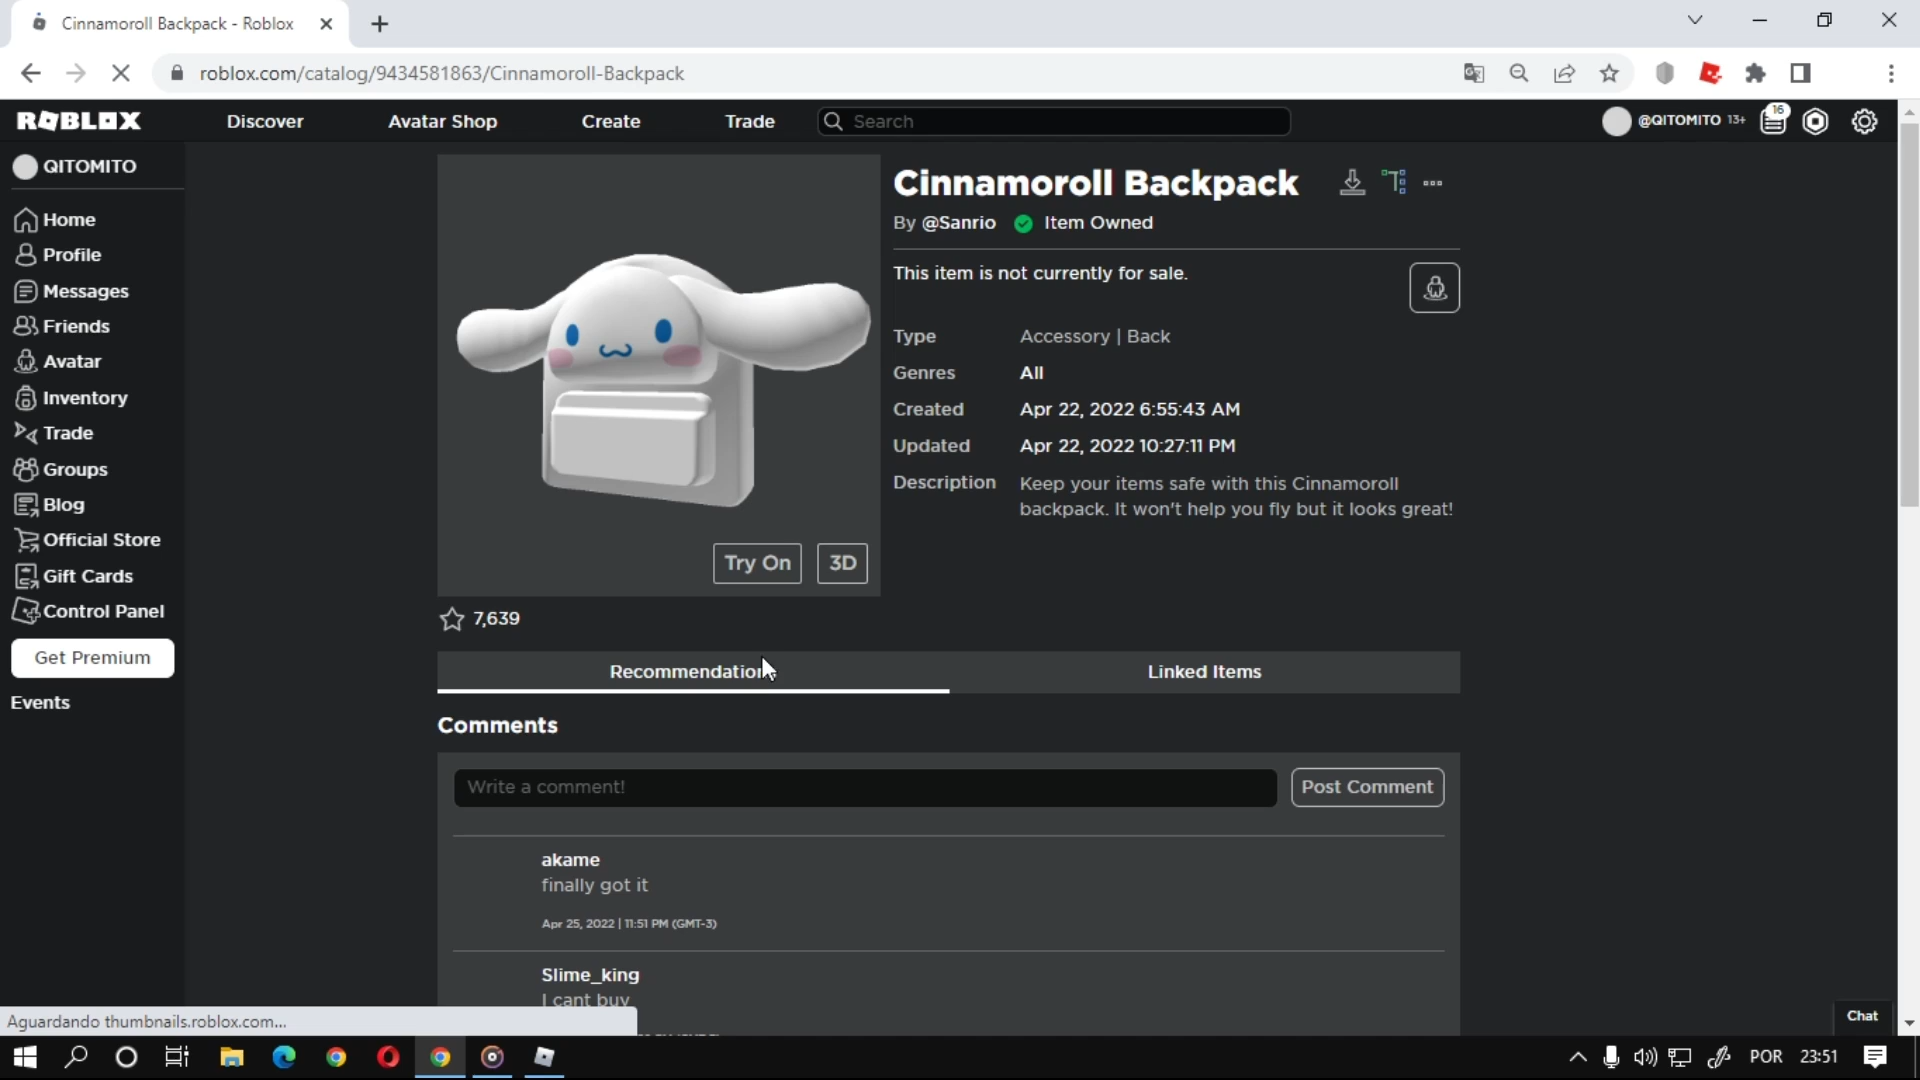 Cinnamoroll Backpack - Roblox
roblox.com/catalog/9434581863/Cinnamoroll-Backpack
ROBLOX
Discover
Avatar Shop
Create
Trade
Search
@QITOMITO 13+
16
QITOMITO
Home
Profile
Messages
Friends
Avatar
Inventory
Trade
Groups
Blog
Official Store
Gift Cards
Control Panel
Get Premium
Events
Cinnamoroll Backpack
By @Sanrio Item Owned
This item is not currently for sale.
Type Accessory | Back
Genres All
Created Apr 22, 2022 6:55:43 AM
Updated Apr 22, 2022 10:27:11 PM
Description Keep your items safe with this Cinnamoroll
backpack. It won't help you fly but it looks great!
Try On
3D
7,639
Recommendation
Linked Items
Comments
Write a comment!
Post Comment
akame
finally got it
Apr 25, 2022 | 11:51 PM (GMT-3)
Slime_king
I cant buy
Aguardando thumbnails.roblox.com...
Chat
POR 23:51